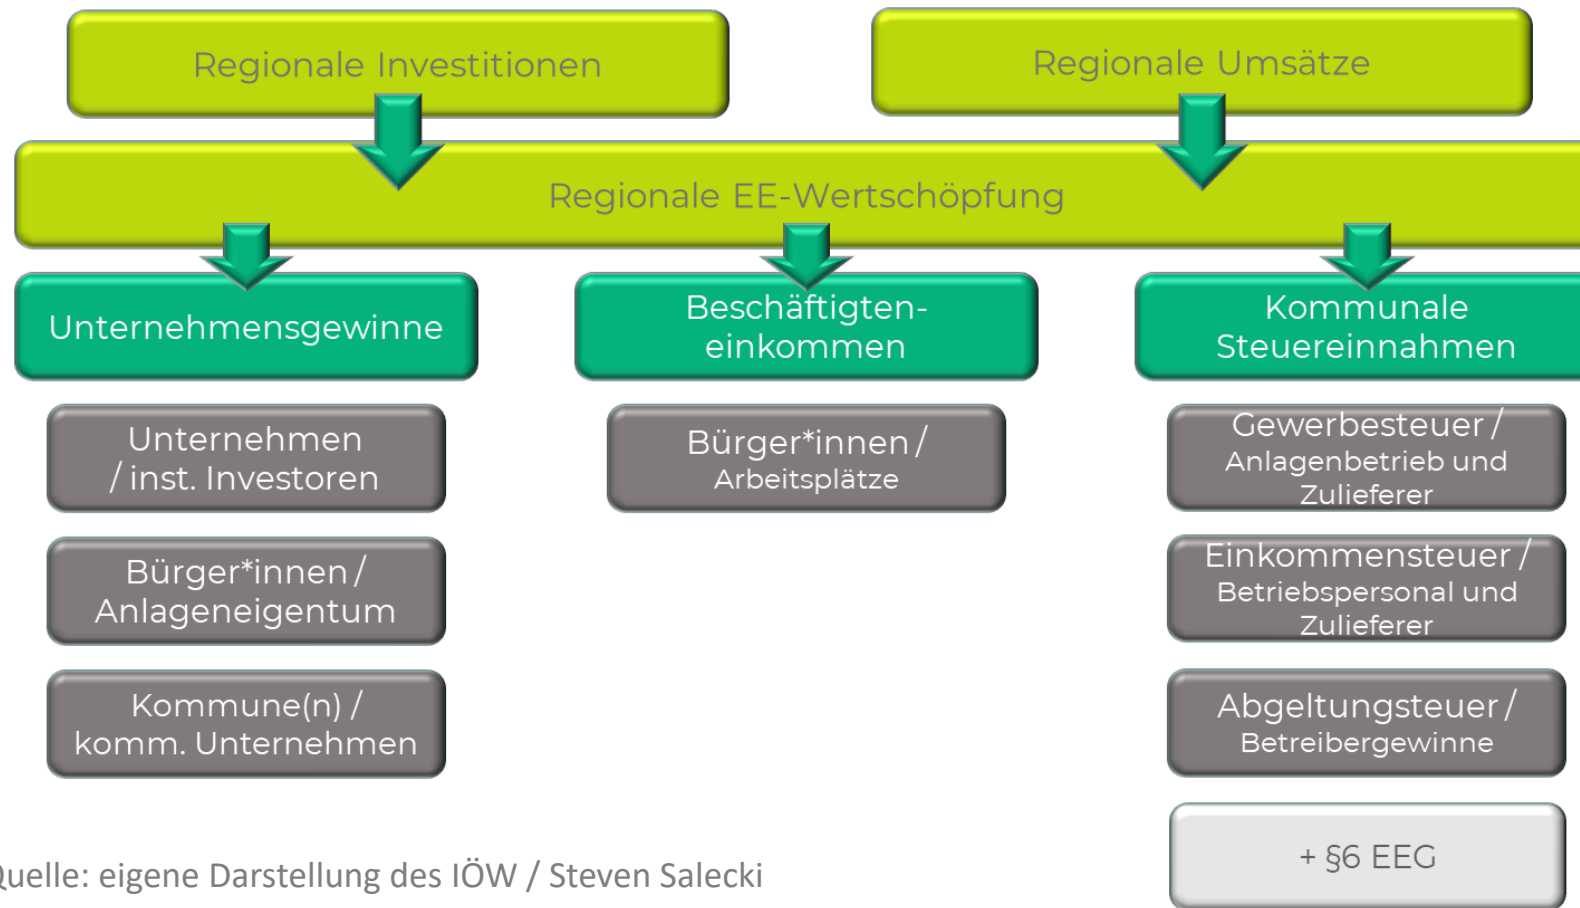 Regionale Investitionen
Regionale Umsätze
Regionale EE-Wertschöpfung
Unternehmensgewinne
Beschäftigten-
einkommen
Kommunale
Steuereinnahmen
Unternehmen
/ inst. Investoren
Bürger*innen /
Anlageneigentum
Kommune(n) /
komm. Unternehmen
Bürger*innen /
Arbeitsplätze
Gewerbesteuer /
Anlagenbetrieb und
Zulieferer
Einkommensteuer /
Betriebspersonal und
Zulieferer
Abgeltungsteuer /
Betreibergewinne
+ §6 EEG
Quelle: eigene Darstellung des IÖW / Steven Salecki